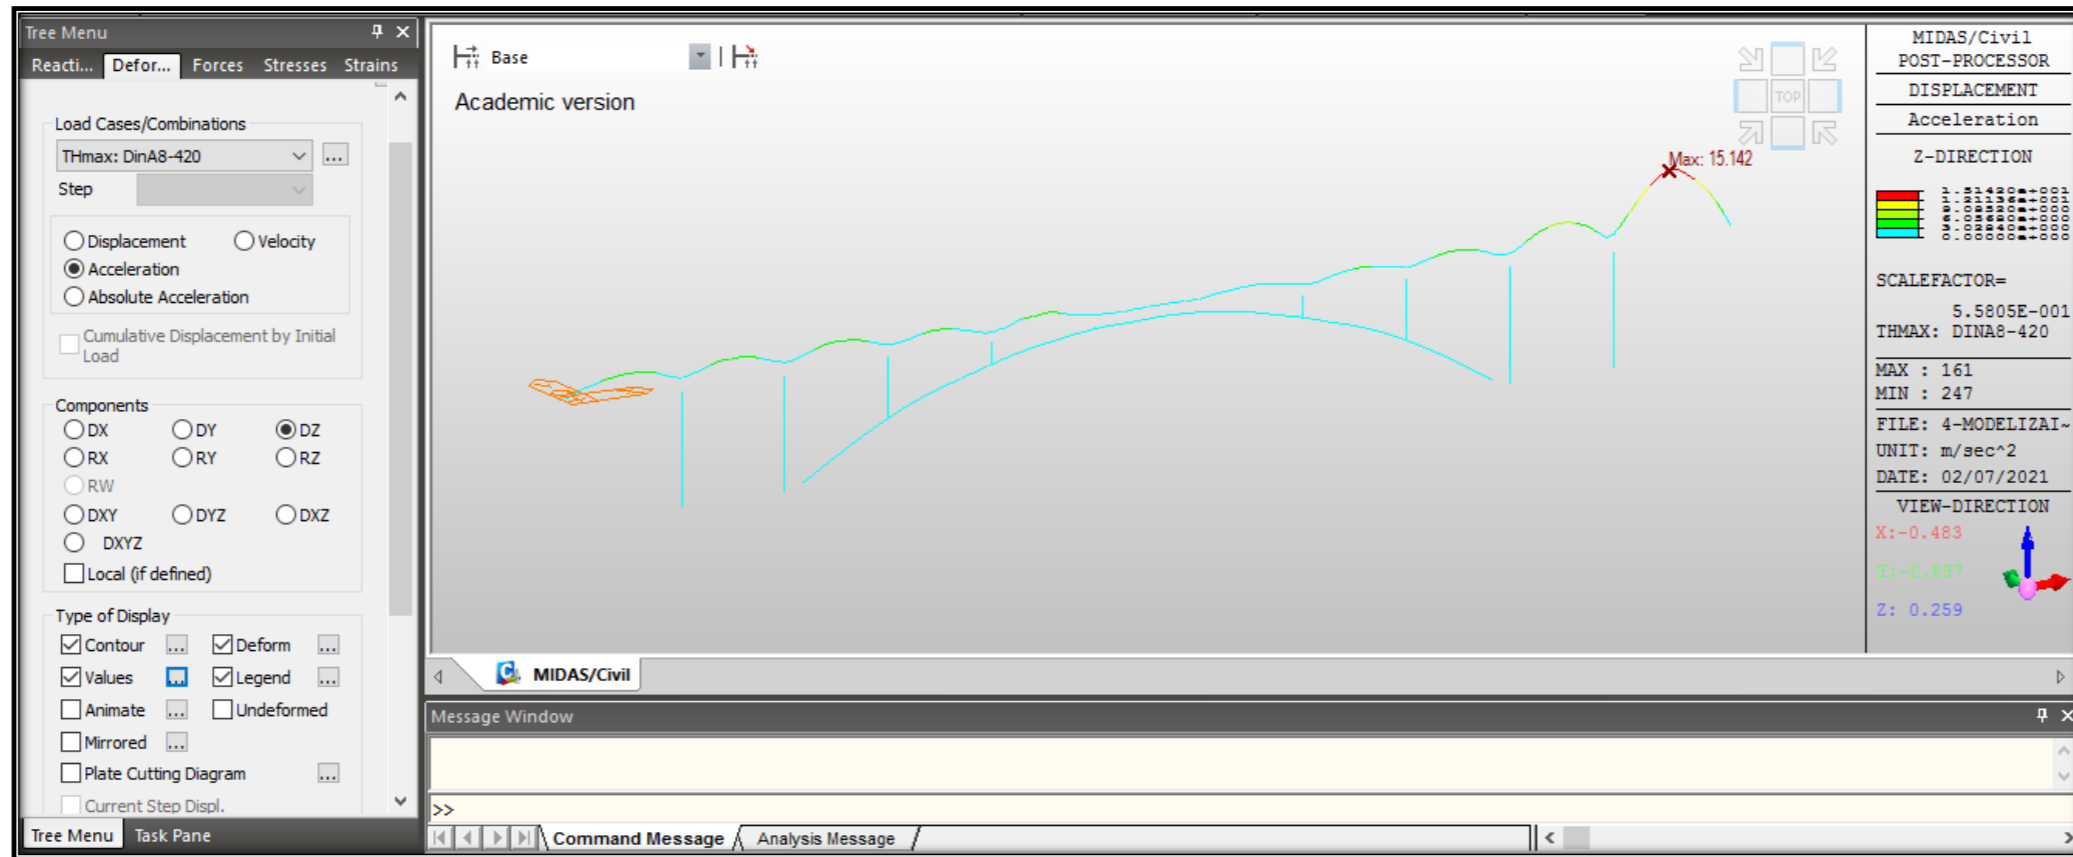 Tree Menu
Reacti... Defor... Forces Stresses Strains
Load Cases/Combinations
THmax: DinA8-420
...
Step
Displacement Velocity
Acceleration
Absolute Acceleration
Cumulative Displacement by Initial
Load
Components
DX DY DZ
RX RY RZ
RW
DXY DYZ DXZ
DXYZ
Local (if defined)
Type of Display
Contour ... Deform ...
Values ... Legend ...
Animate ... Undeformed
Mirrored ...
Plate Cutting Diagram ...
Current Step Displ.
Tree Menu Task Pane
Base
Academic version
TOP
Max: 15.142
MIDAS/Civil
POST-PROCESSOR
DISPLACEMENT
Acceleration
Z-DIRECTION
SCALEFACTOR=
5.5805E-001
THMAX: DINA8-420
MAX : 161
MIN : 247
FILE: 4-MODELIZAI~
UNIT: m/sec^2
DATE: 02/07/2021
VIEW-DIRECTION
X:-0.483
Z: 0.259
MIDAS/Civil
Message Window
>>
Command Message Analysis Message